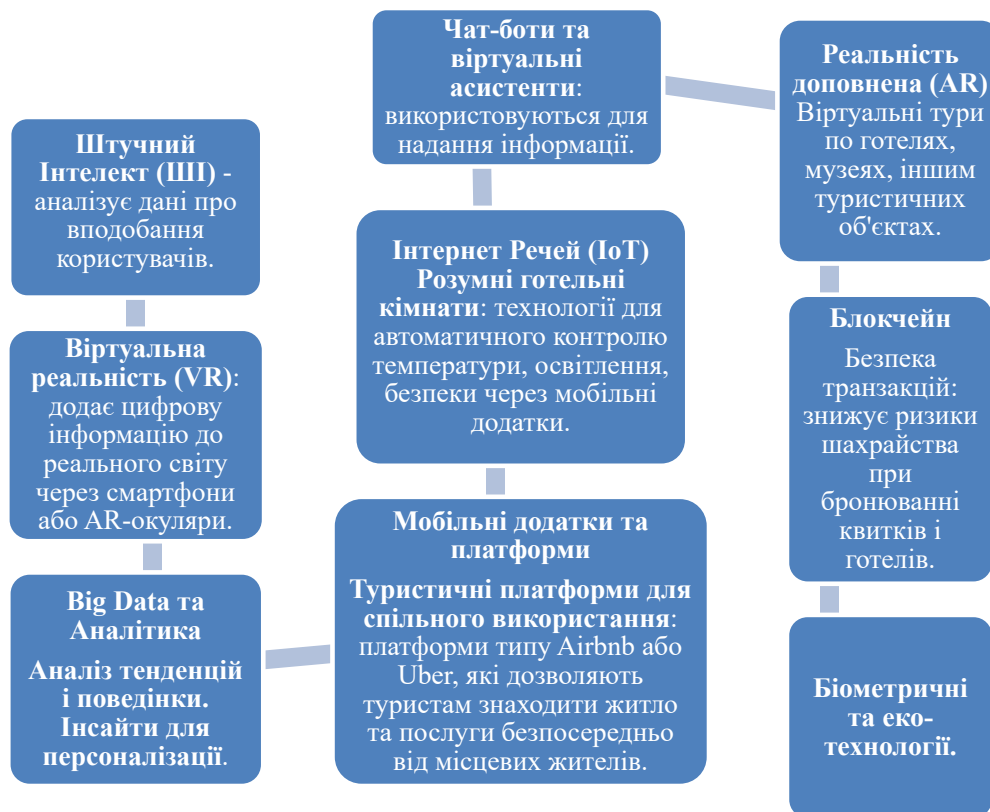 Штучний
Інтелект (ШІ) -
аналізує дані про
вподобання
користувачів.
Віртуальна
реальність (VR):
додає цифрову
інформацію до
реального світу
через смартфони
або AR-окуляри.
Big Data та
Аналітика
Аналіз тенденцій
і поведінки.
Інсайти для
персоналізації.
Мобільні додатки та
платформи
Туристичні платформи для
спільного використання:
платформи типу Airbnb або
Uber, які дозволяють
туристам знаходити житло
та послуги безпосередньо
від місцевих жителів.
Інтернет Речей (IoT)
Розумні готельні
кімнати: технології для
автоматичного контролю
температури, освітлення,
безпеки через мобільні
додатки.
Чат-боти та
віртуальні
асистенти:
використовуються для
надання інформації.
Реальність
доповнена (AR)
Віртуальні тури
по готелях,
музеях, іншим
туристичних
об'єктах.
Блокчейн
Безпека
транзакцій:
знижує ризики
шахрайства
при
бронюванні
квитків і
готелів.
Біометричні
та еко-
технології.